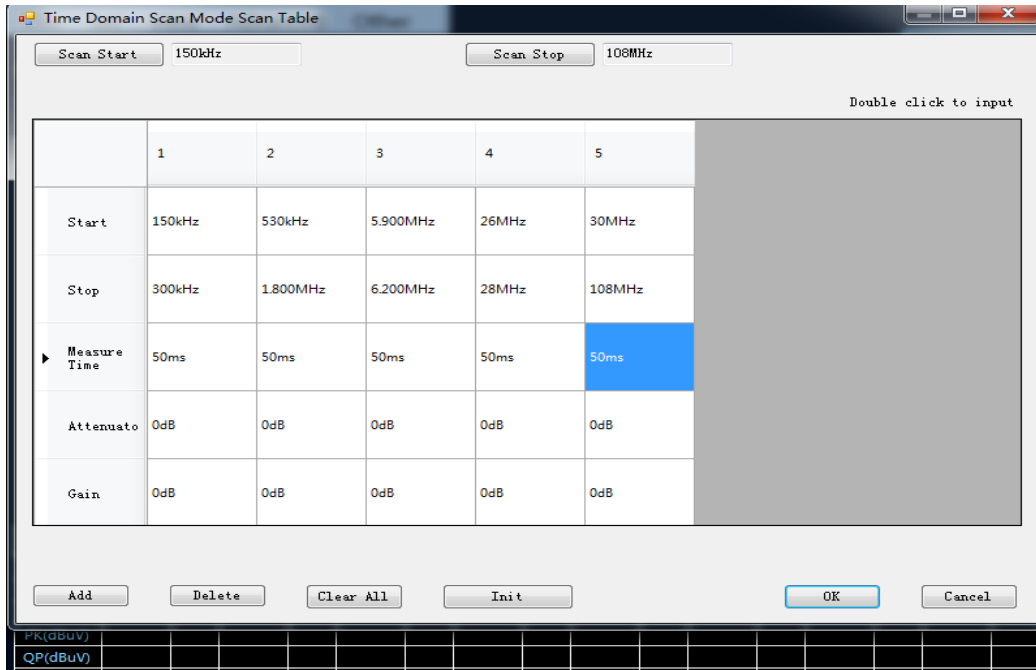 Time Domain Scan Mode Scan Table
Other
Scan Start 150kHz Scan Stop 108MHz
Double click to input
1 2 3 4 5
Start 150kHz 530kHz 5.900MHz 26MHz 30MHz
Stop 300kHz 1.800MHz 6.200MHz 28MHz 108MHz
Measure Time 50ms 50ms 50ms 50ms 50ms
Attenuato 0dB 0dB 0dB 0dB 0dB
Gain 0dB 0dB 0dB 0dB 0dB
Add Delete Clear All Init OK Cancel
PK(dBuV)
QP(dBuV)